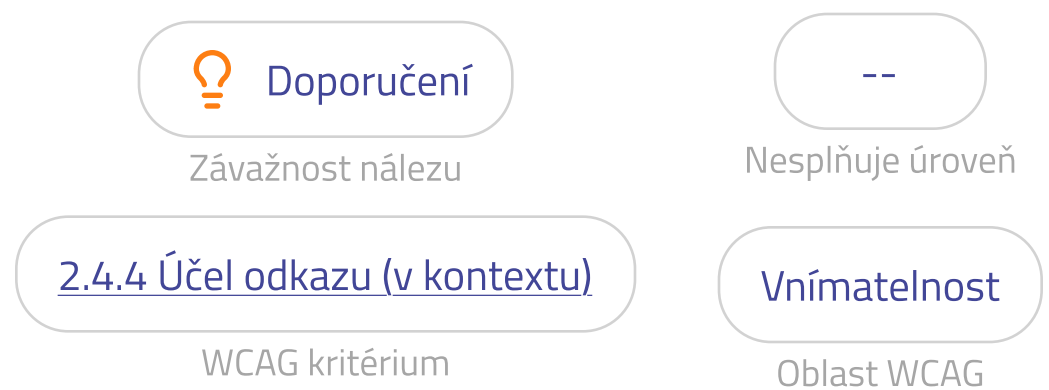 Doporučení
Závažnost nálezu
--
Nesplňuje úroveň
2.4.4 Účel odkazu (v kontextu)
WCAG kritérium
Vnímatelnost
Oblast WCAG